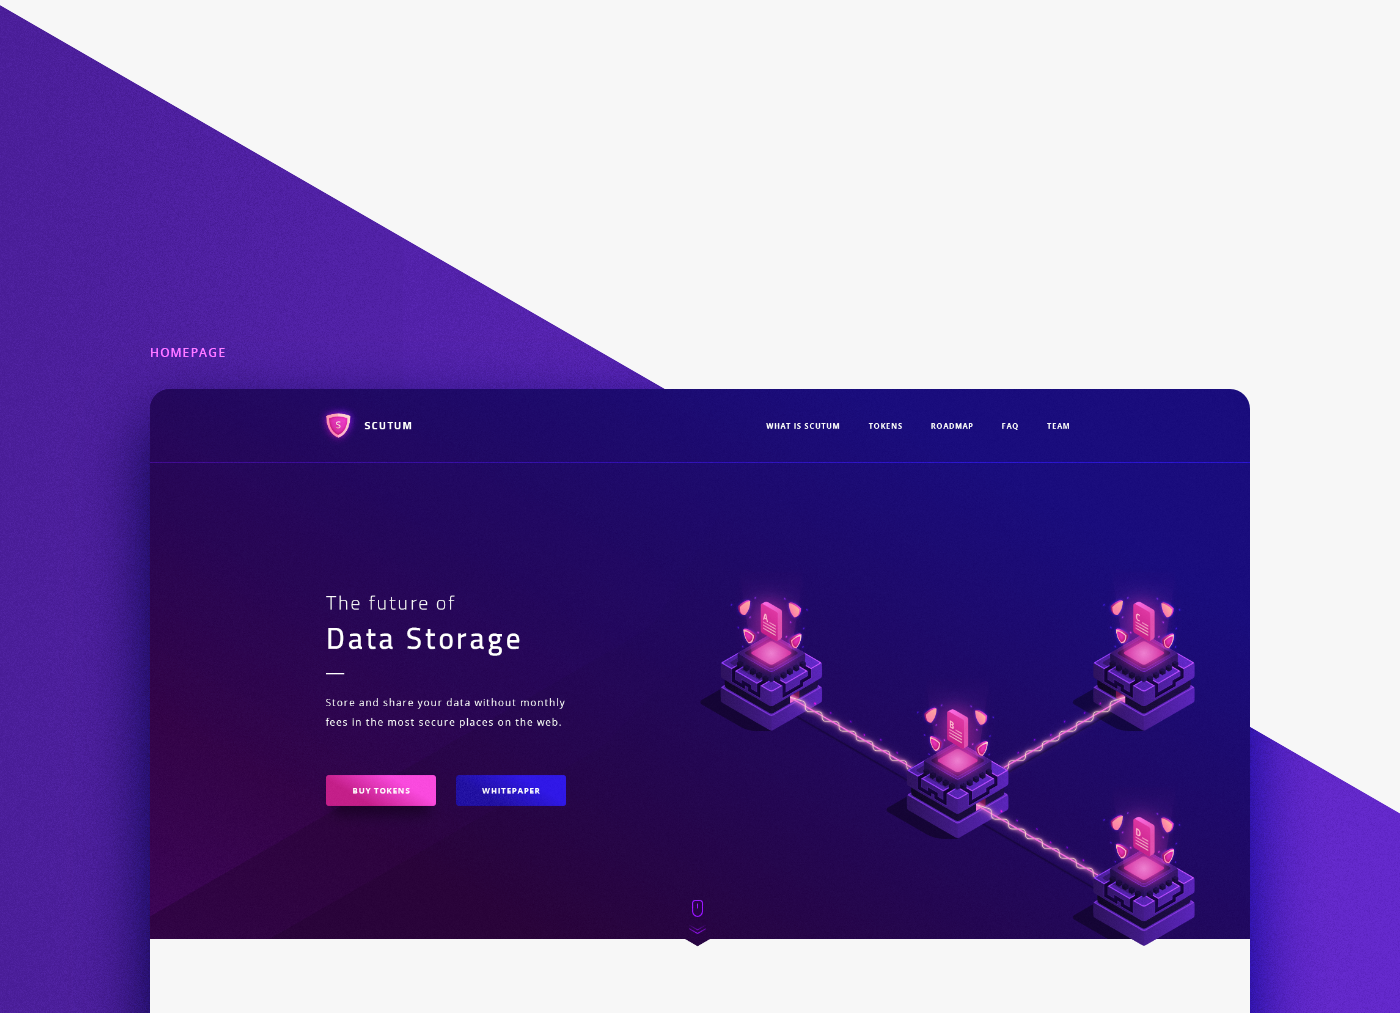 HOMEPAGE
S
SCUTUM
WHAT IS SCUTUM
TOKENS
ROADMAP
FAQ
TEAM
The future of
Data Storage
Store and share your data without monthly
fees in the most secure places on the web.
BUY TOKENS
WHITEPAPER
A
C
B
D